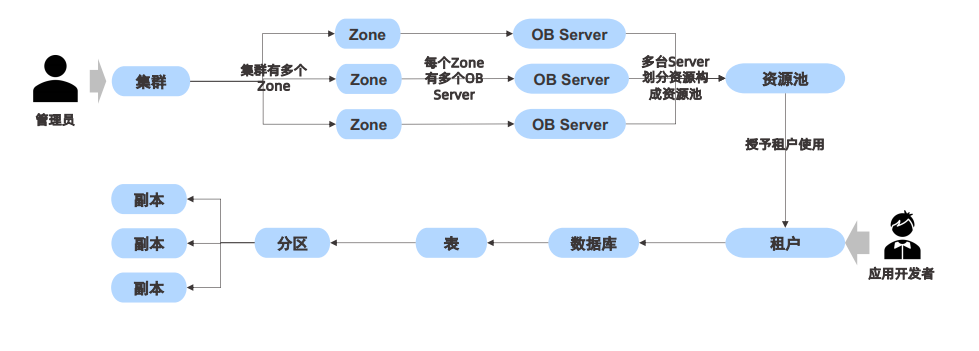 Zone
OB Server
集群有多个
Zone
每个Zone
有多个OB
Server
多台Server
划分资源构
成资源池
管理员
集群
Zone
OB Server
资源池
Zone
OB Server
授予租户使用
副本
副本
分区
表
数据库
租户
应用开发者
副本